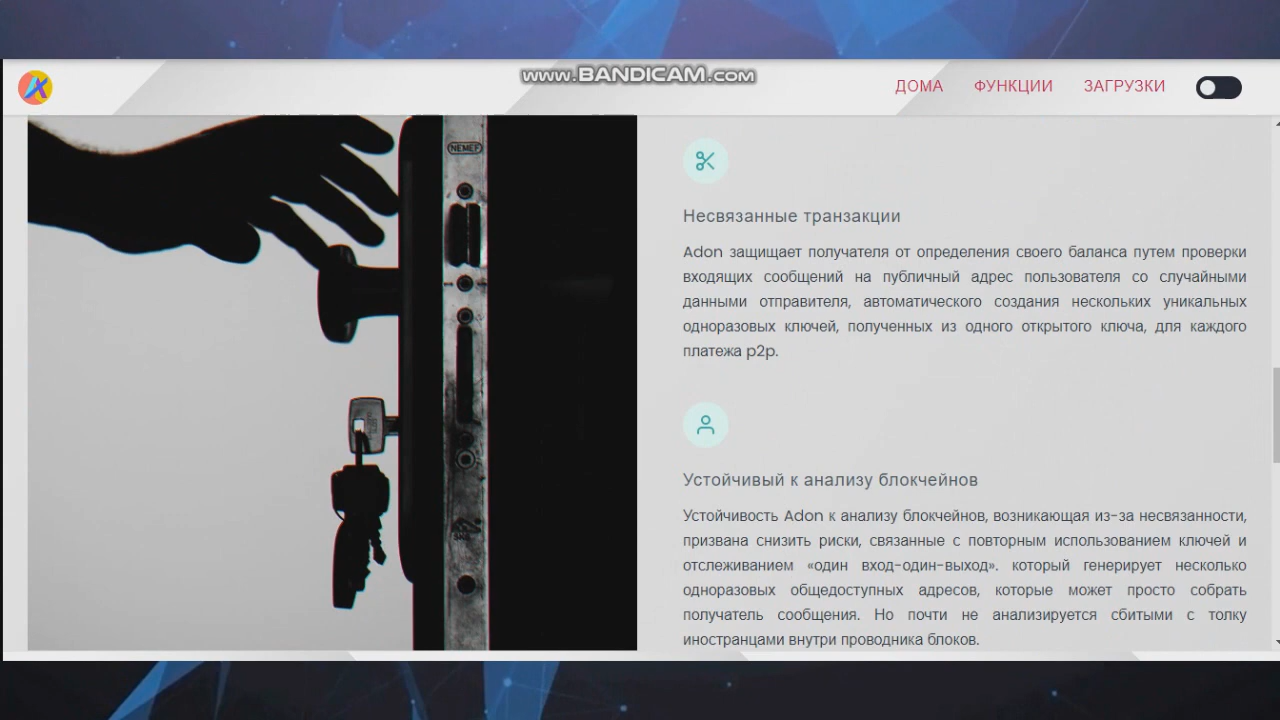 www.BANDICAM.com
ДОМА ФУНКЦИИ ЗАГРУЗКИ
NEMEF
Несвязанные транзакции
Adon защищает получателя от определения своего баланса путем проверки
входящих сообщений на публичный адрес пользователя со случайными
данными отправителя, автоматического создания нескольких уникальных
одноразовых ключей, полученных из одного открытого ключа, для каждого
платежа p2p.
Устойчивый к анализу блокчейнов
Устойчивость Adon к анализу блокчейнов, возникающая из-за несвязанности,
призвана снизить риски, связанные с повторным использованием ключей и
отслеживанием «один вход-один-выход». который генерирует несколько
одноразовых общедоступных адресов, которые может просто собрать
получатель сообщения. Но почти не анализируется сбитыми с толку
иностранцами внутри проводника блоков.